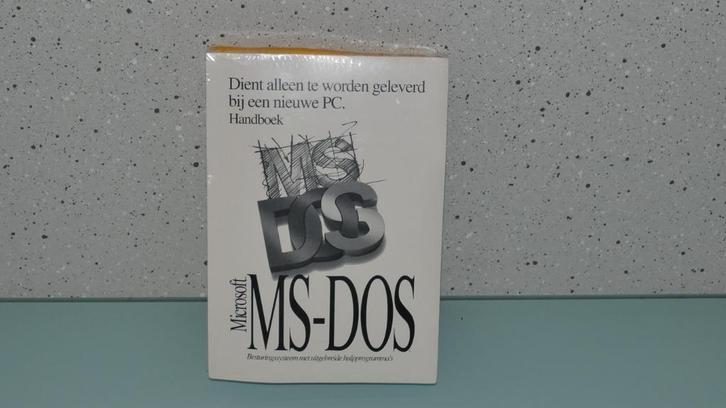 Dient alleen te worden geleverd
bij een nieuwe PC.
Handboek
MS
DOS
Microsoft
MS-DOS
Besturingssysteem met uitgebreide hulpprogramma's